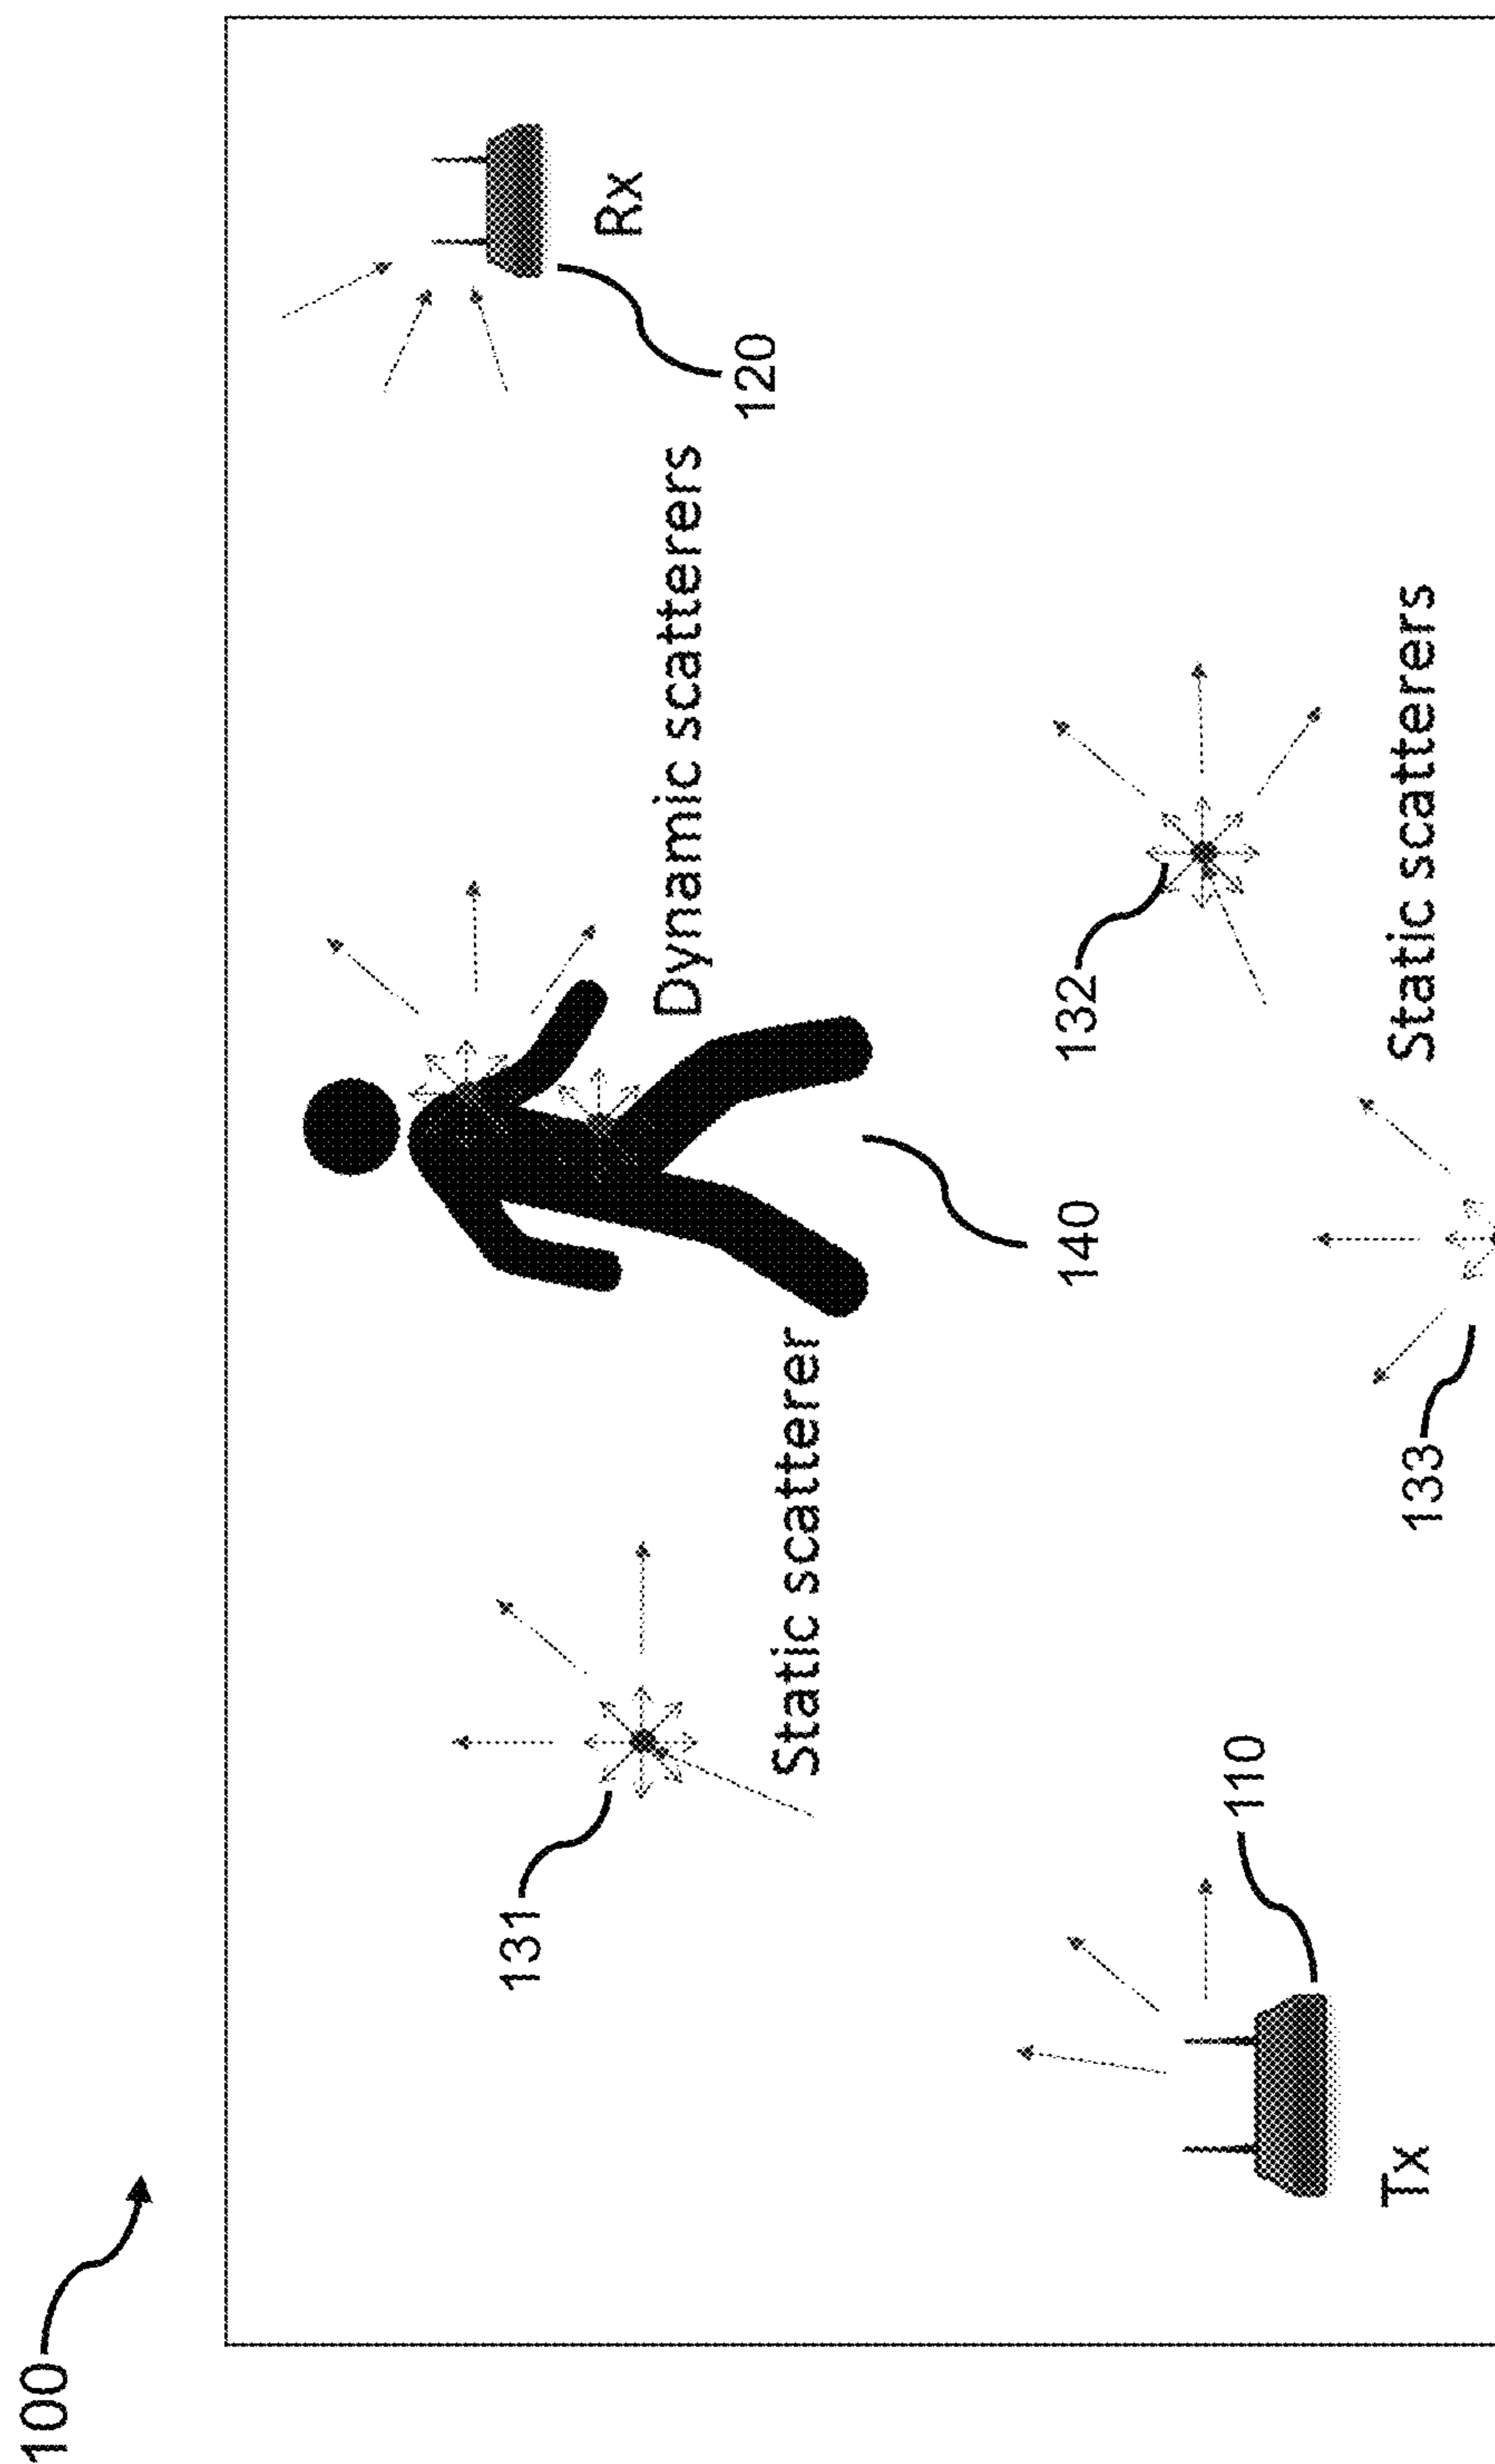 100
Rx
120
Dynamic scatterers
131
Static scatterer
140
132
110
133
Static scatterers
Tx